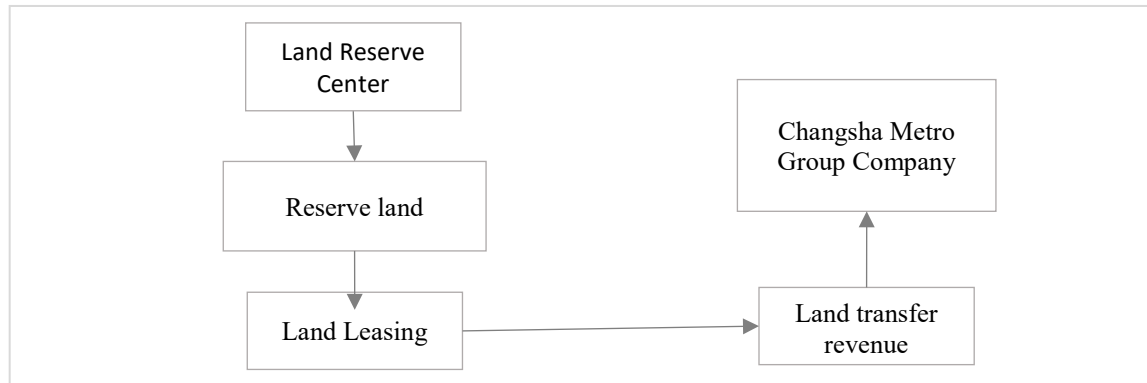 Land Reserve
Center
Reserve land
Land Leasing
Changsha Metro
Group Company
Land transfer
revenue